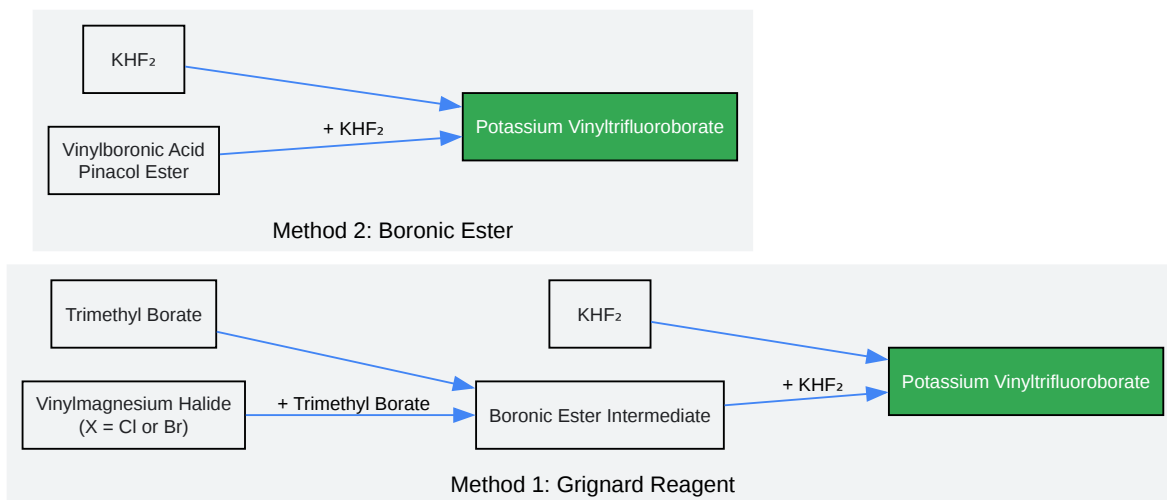 KHF₂
Vinylboronic Acid
Pinacol Ester
+ KHF₂
Potassium Vinyltrifluoroborate
Method 2: Boronic Ester
Trimethyl Borate
Vinylmagnesium Halide
(X = Cl or Br)
+ Trimethyl Borate
Boronic Ester Intermediate
KHF₂
+ KHF₂
Potassium Vinyltrifluoroborate
Method 1: Grignard Reagent